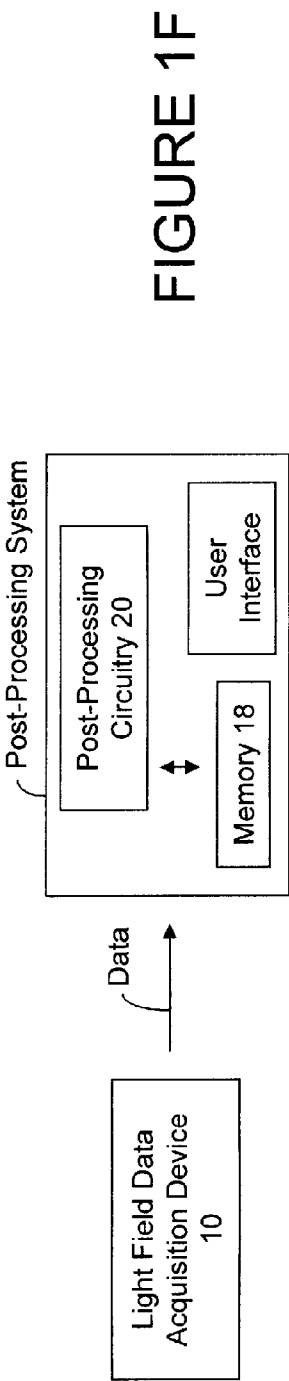 Light Field Data
Acquisition Device
10
Data
Post-Processing System
Post-Processing
Circuitry 20
Memory 18
User
Interface
FIGURE 1F